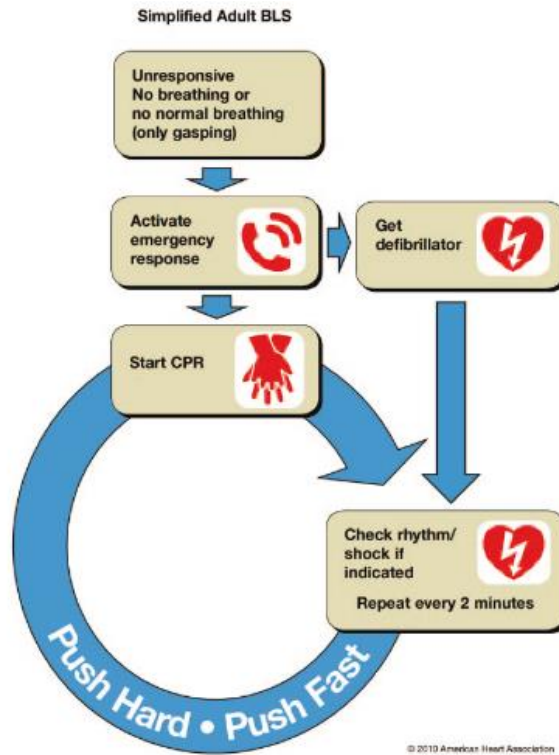 Simplified Adult BLS
Unresponsive
No breathing or
no normal breathing
(only gasping)
Activate
emergency
response
Get
defibrillator
Start CPR
Check rhythm/
shock if
indicated
Repeat every 2 minutes
Push Hard • Push Fast
© 2010 American Heart Association